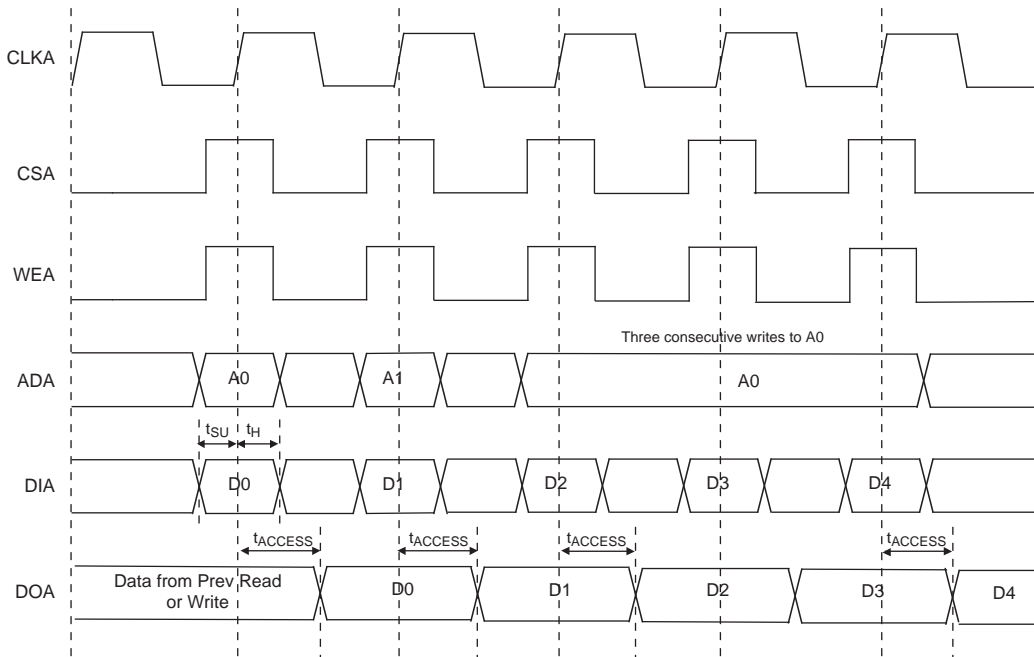 CLKA
CSA
WEA
Three consecutive writes to A0
ADA
A0
A1
A0
tSU
tH
DIA
D0
D1
D2
D3
D4
tACCESS
tACCESS
tACCESS
tACCESS
DOA
Data from Prev Read
or Write
D0
D1
D2
D3
D4